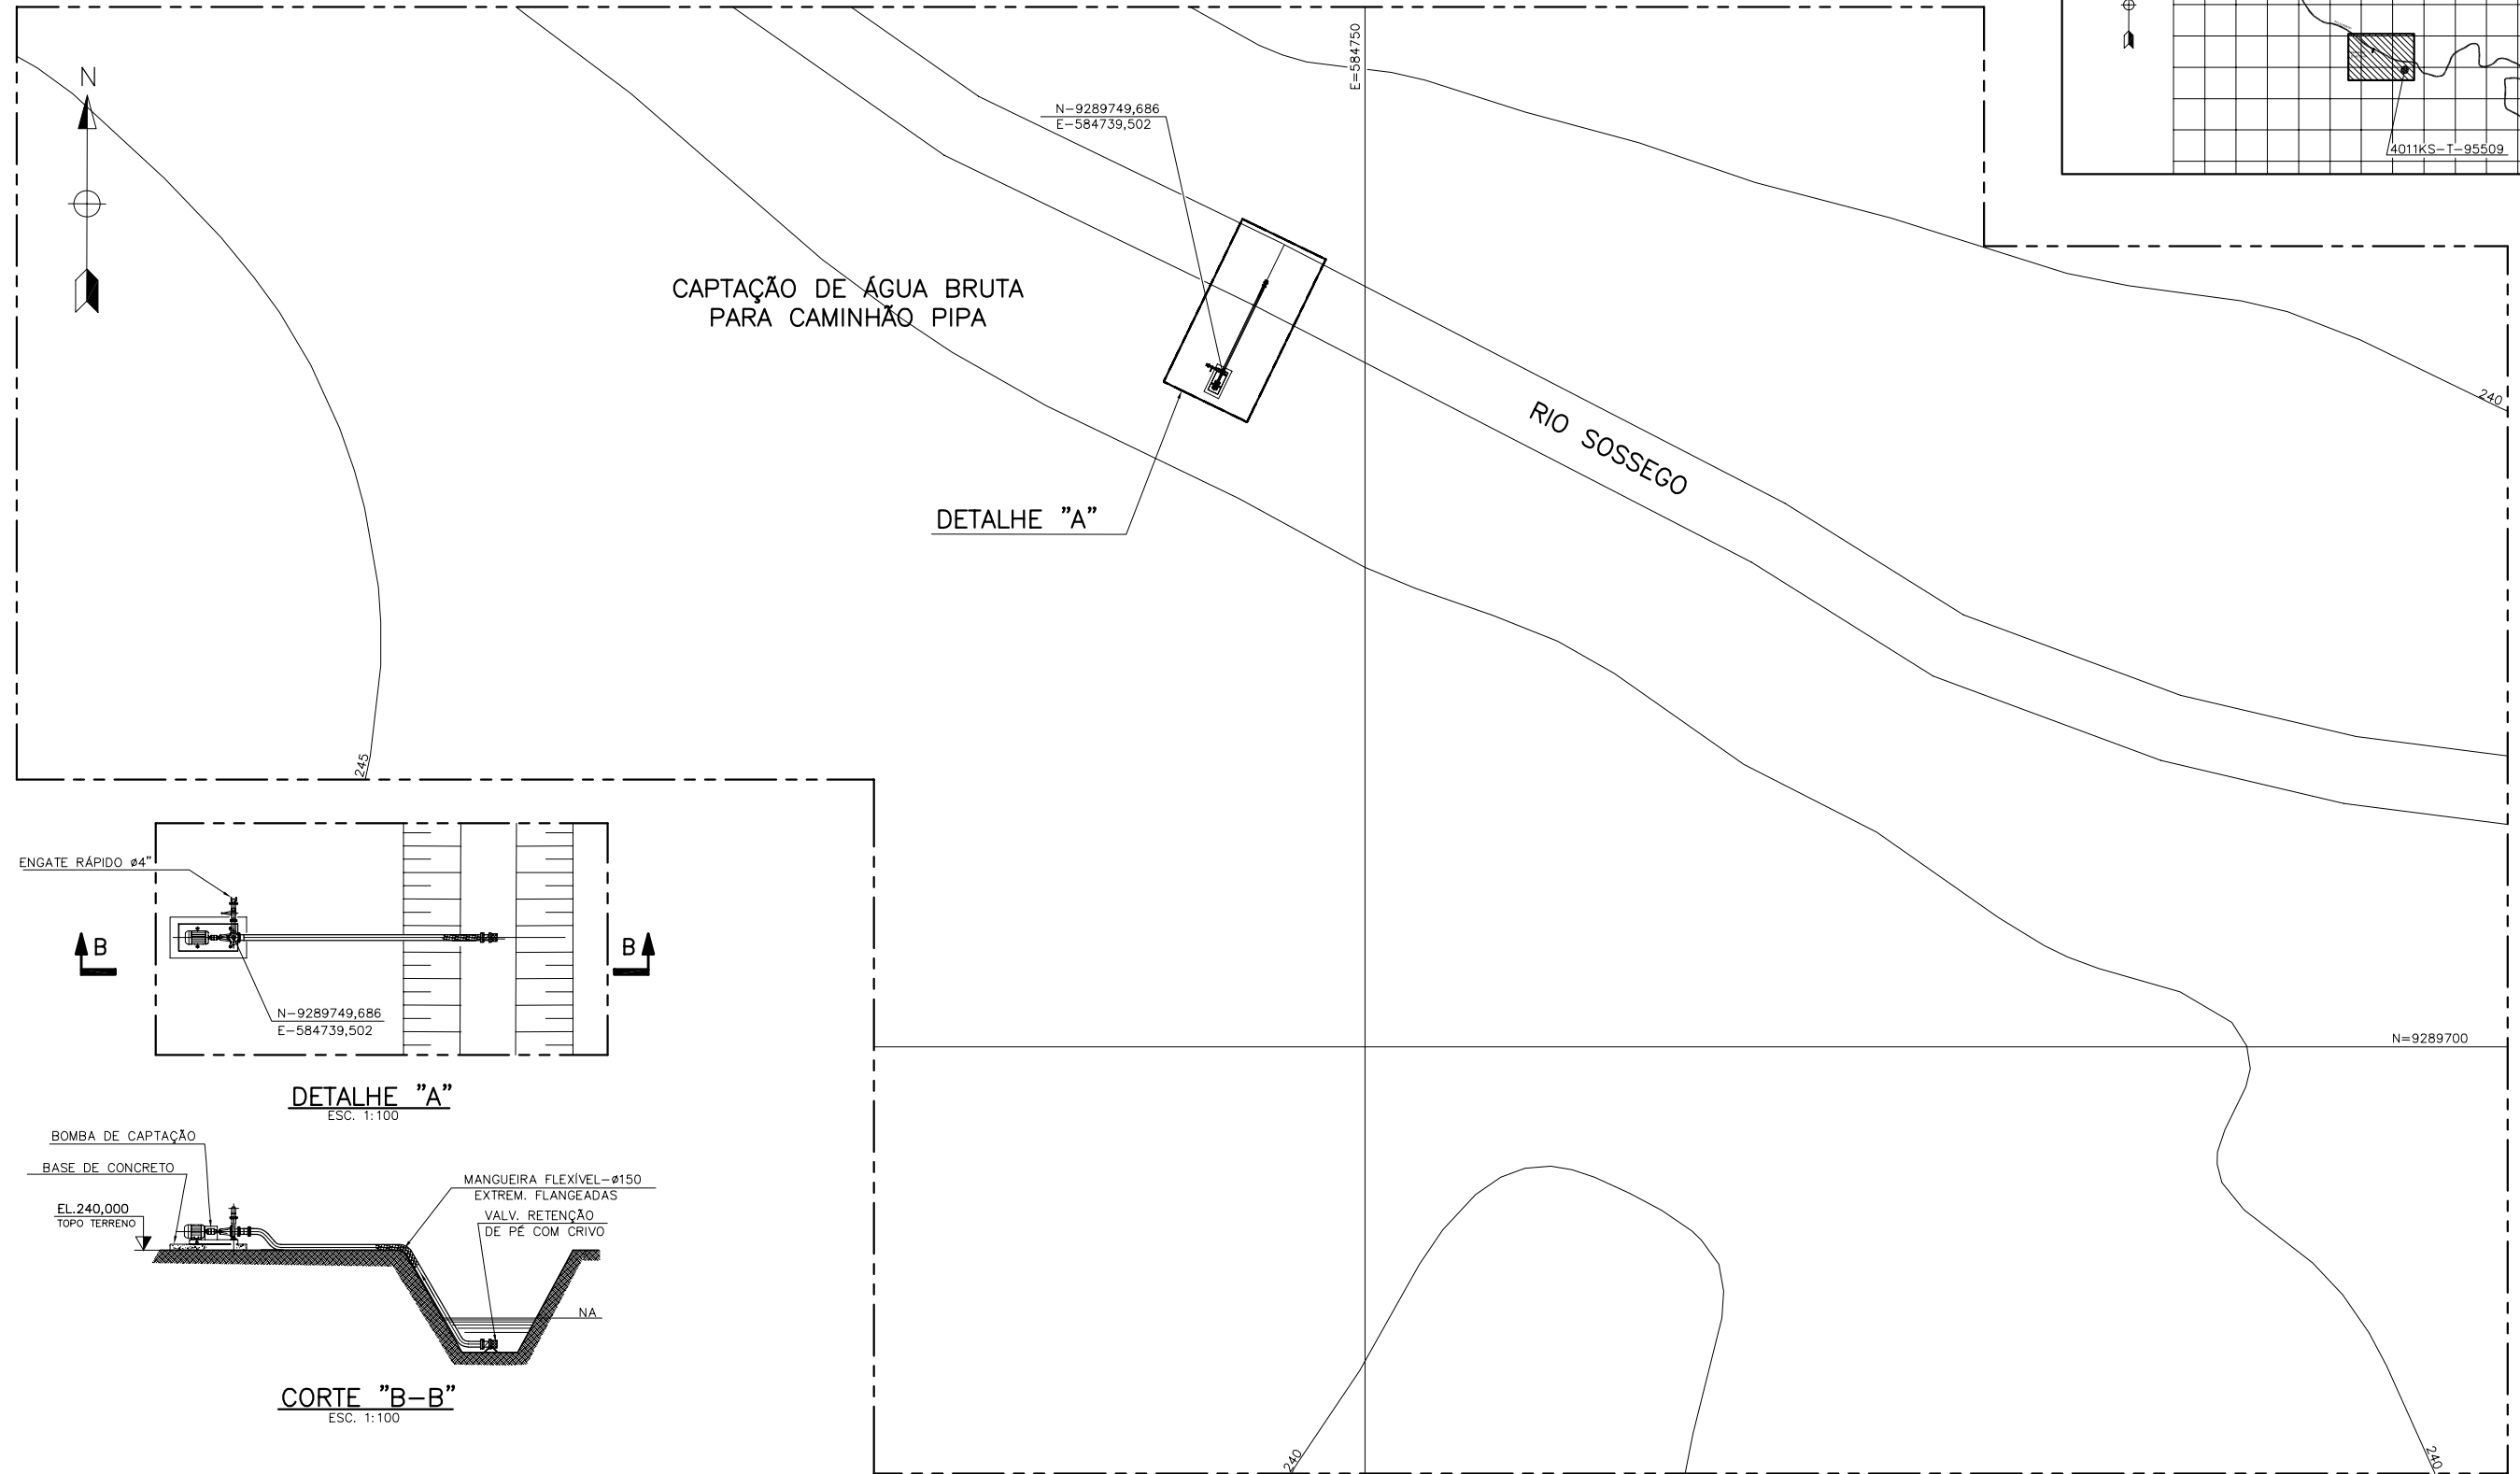 N
E=584750
4011KS-T-95509
N-9289749,686
E-584739,502
CAPTAÇÃO DE ÁGUA BRUTA
PARA CAMINHÃO PIPA
DETALHE "A"
RIO SOSSEGO
240
245
ENGATE RÁPIDO ø4"
B
B
N-9289749,686
E-584739,502
N=9289700
DETALHE "A"
ESC. 1:100
BOMBA DE CAPTAÇÃO
BASE DE CONCRETO
MANGUEIRA FLEXÍVEL-ø150
EXTREM. FLANGEADAS
EL.240,000
TOPO TERRENO
VALV. RETENÇÃO
DE PÉ COM CRIVO
NA
CORTE "B-B"
ESC. 1:100
240
240